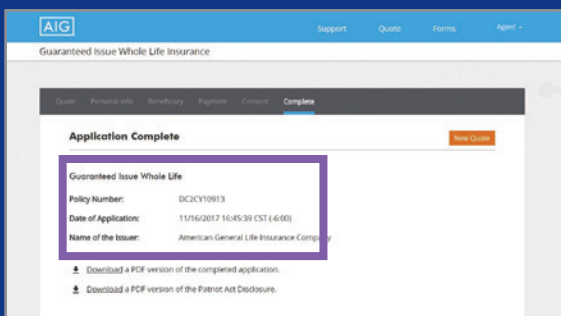 AIG
Support Quote Forms Agent
Guaranteed Issue Whole Life Insurance
Quote Personal Info Beneficiary Payment Consent Complete
Application Complete
New Quote
Guaranteed Issue Whole Life
Policy Number: DC2CY10913
Date of Application: 11/16/2017 16:45:39 CST (-6:00)
Name of the Issuer: American General Life Insurance Company
Download a PDF version of the completed application.
Download a PDF version of the Patriot Act Disclosure.